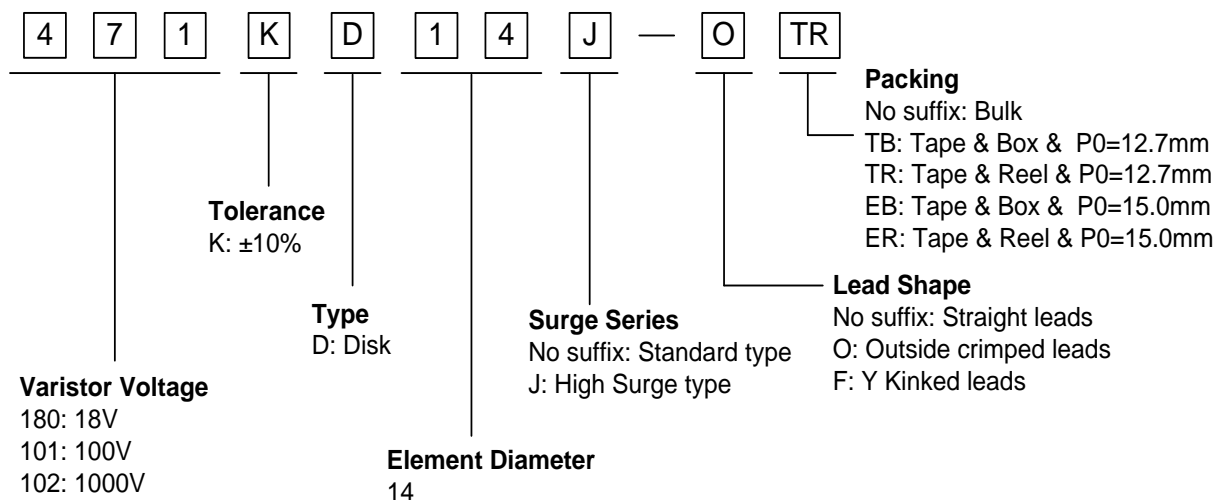 4 7 1 K D 1 4 J — O TR
Packing
No suffix: Bulk
TB: Tape & Box & P0=12.7mm
TR: Tape & Reel & P0=12.7mm
EB: Tape & Box & P0=15.0mm
ER: Tape & Reel & P0=15.0mm
Tolerance
K: ±10%
Lead Shape
No suffix: Straight leads
O: Outside crimped leads
F: Y Kinked leads
Type
D: Disk
Surge Series
No suffix: Standard type
J: High Surge type
Varistor Voltage
180: 18V
101: 100V
102: 1000V
Element Diameter
14